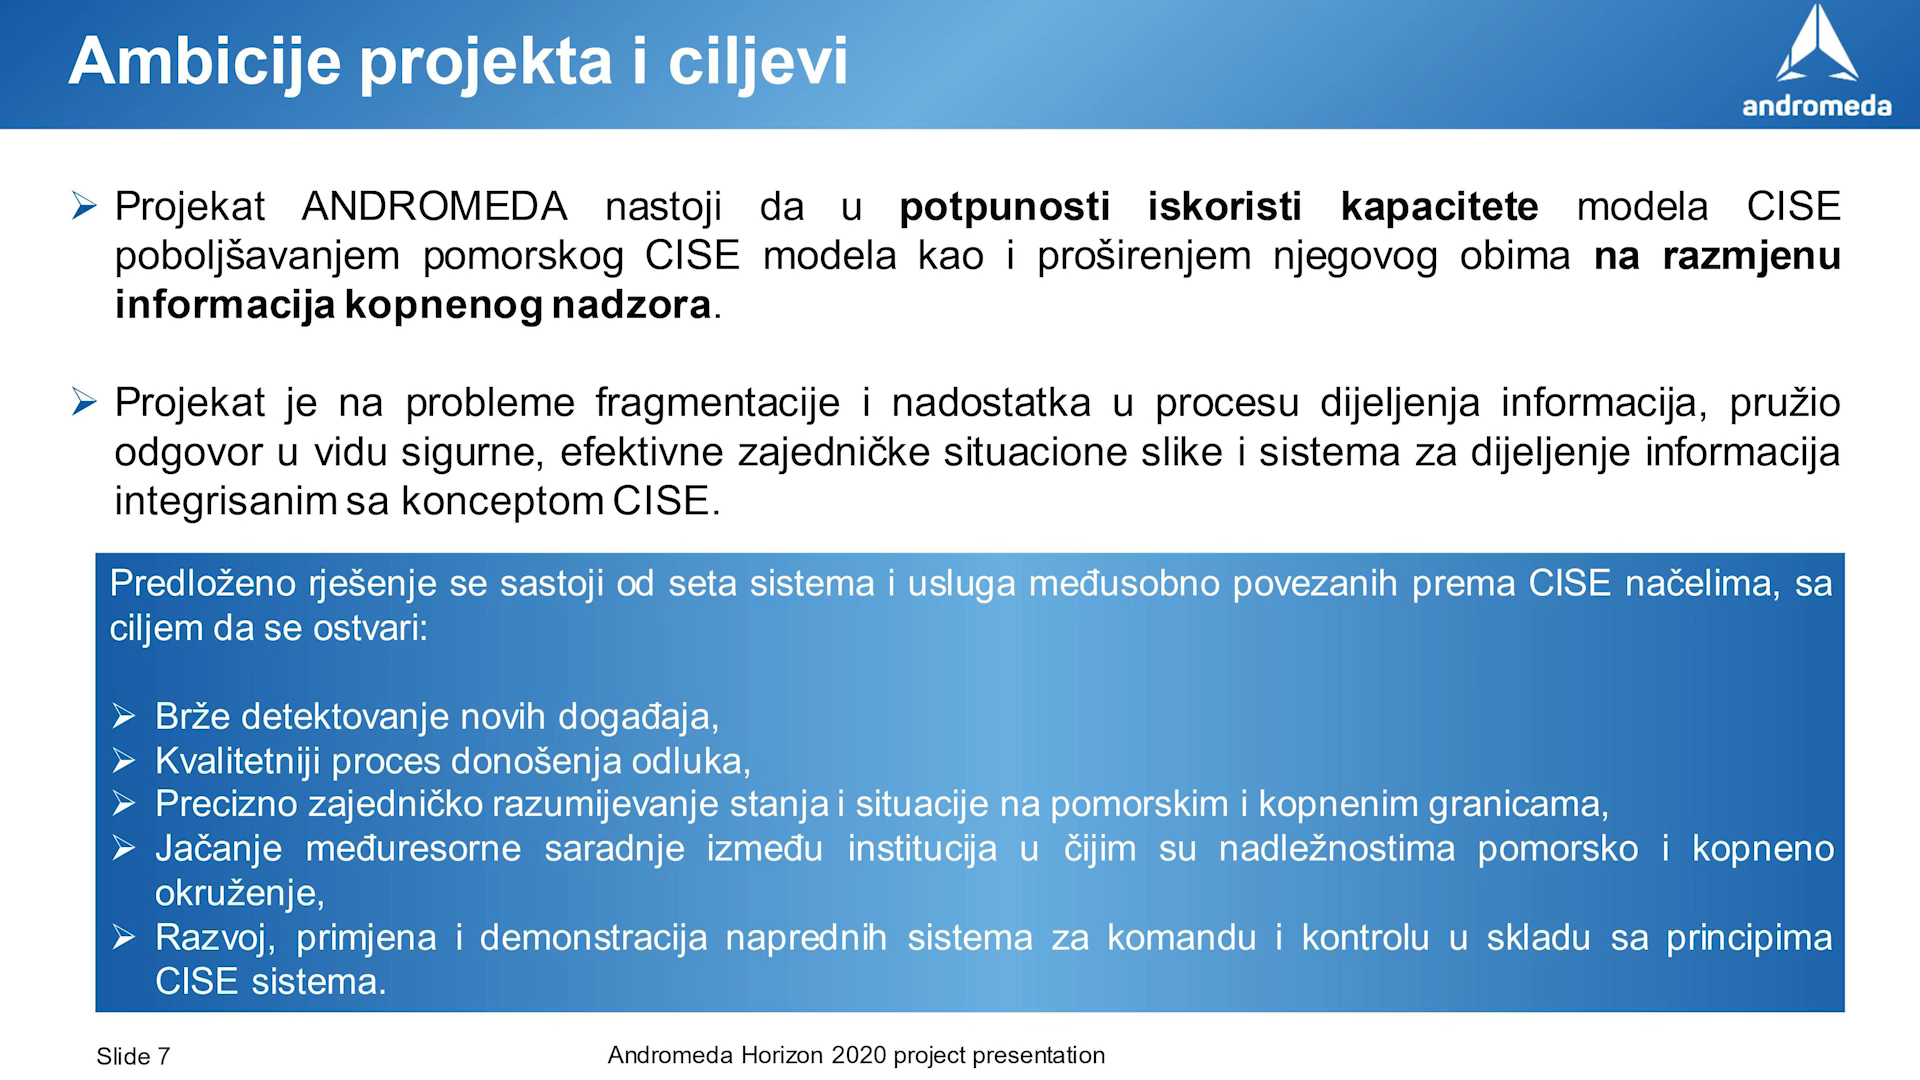 Ambicije projekta i ciljevi
andromeda
➢ Projekat ANDROMEDA nastoji da u potpunosti iskoristi kapacitete modela CISE
poboljšavanjem pomorskog CISE modela kao i proširenjem njegovog obima na razmjenu
informacija kopnenog nadzora.
➢ Projekat je na probleme fragmentacije i nadostatka u procesu dijeljenja informacija, pružio
odgovor u vidu sigurne, efektivne zajedničke situacione slike i sistema za dijeljenje informacija
integrisanim sa konceptom CISE.
Predloženo rješenje se sastoji od seta sistema i usluga međusobno povezanih prema CISE načelima, sa
ciljem da se ostvari:
➢ Brže detektovanje novih događaja,
➢ Kvalitetniji proces donošenja odluka,
➢ Precizno zajedničko razumijevanje stanja i situacije na pomorskim i kopnenim granicama,
➢ Jačanje međuresorne saradnje između institucija u čijim su nadležnostima pomorsko i kopneno
okruženje,
➢ Razvoj, primjena i demonstracija naprednih sistema za komandu i kontrolu u skladu sa principima
CISE sistema.
Slide 7
Andromeda Horizon 2020 project presentation